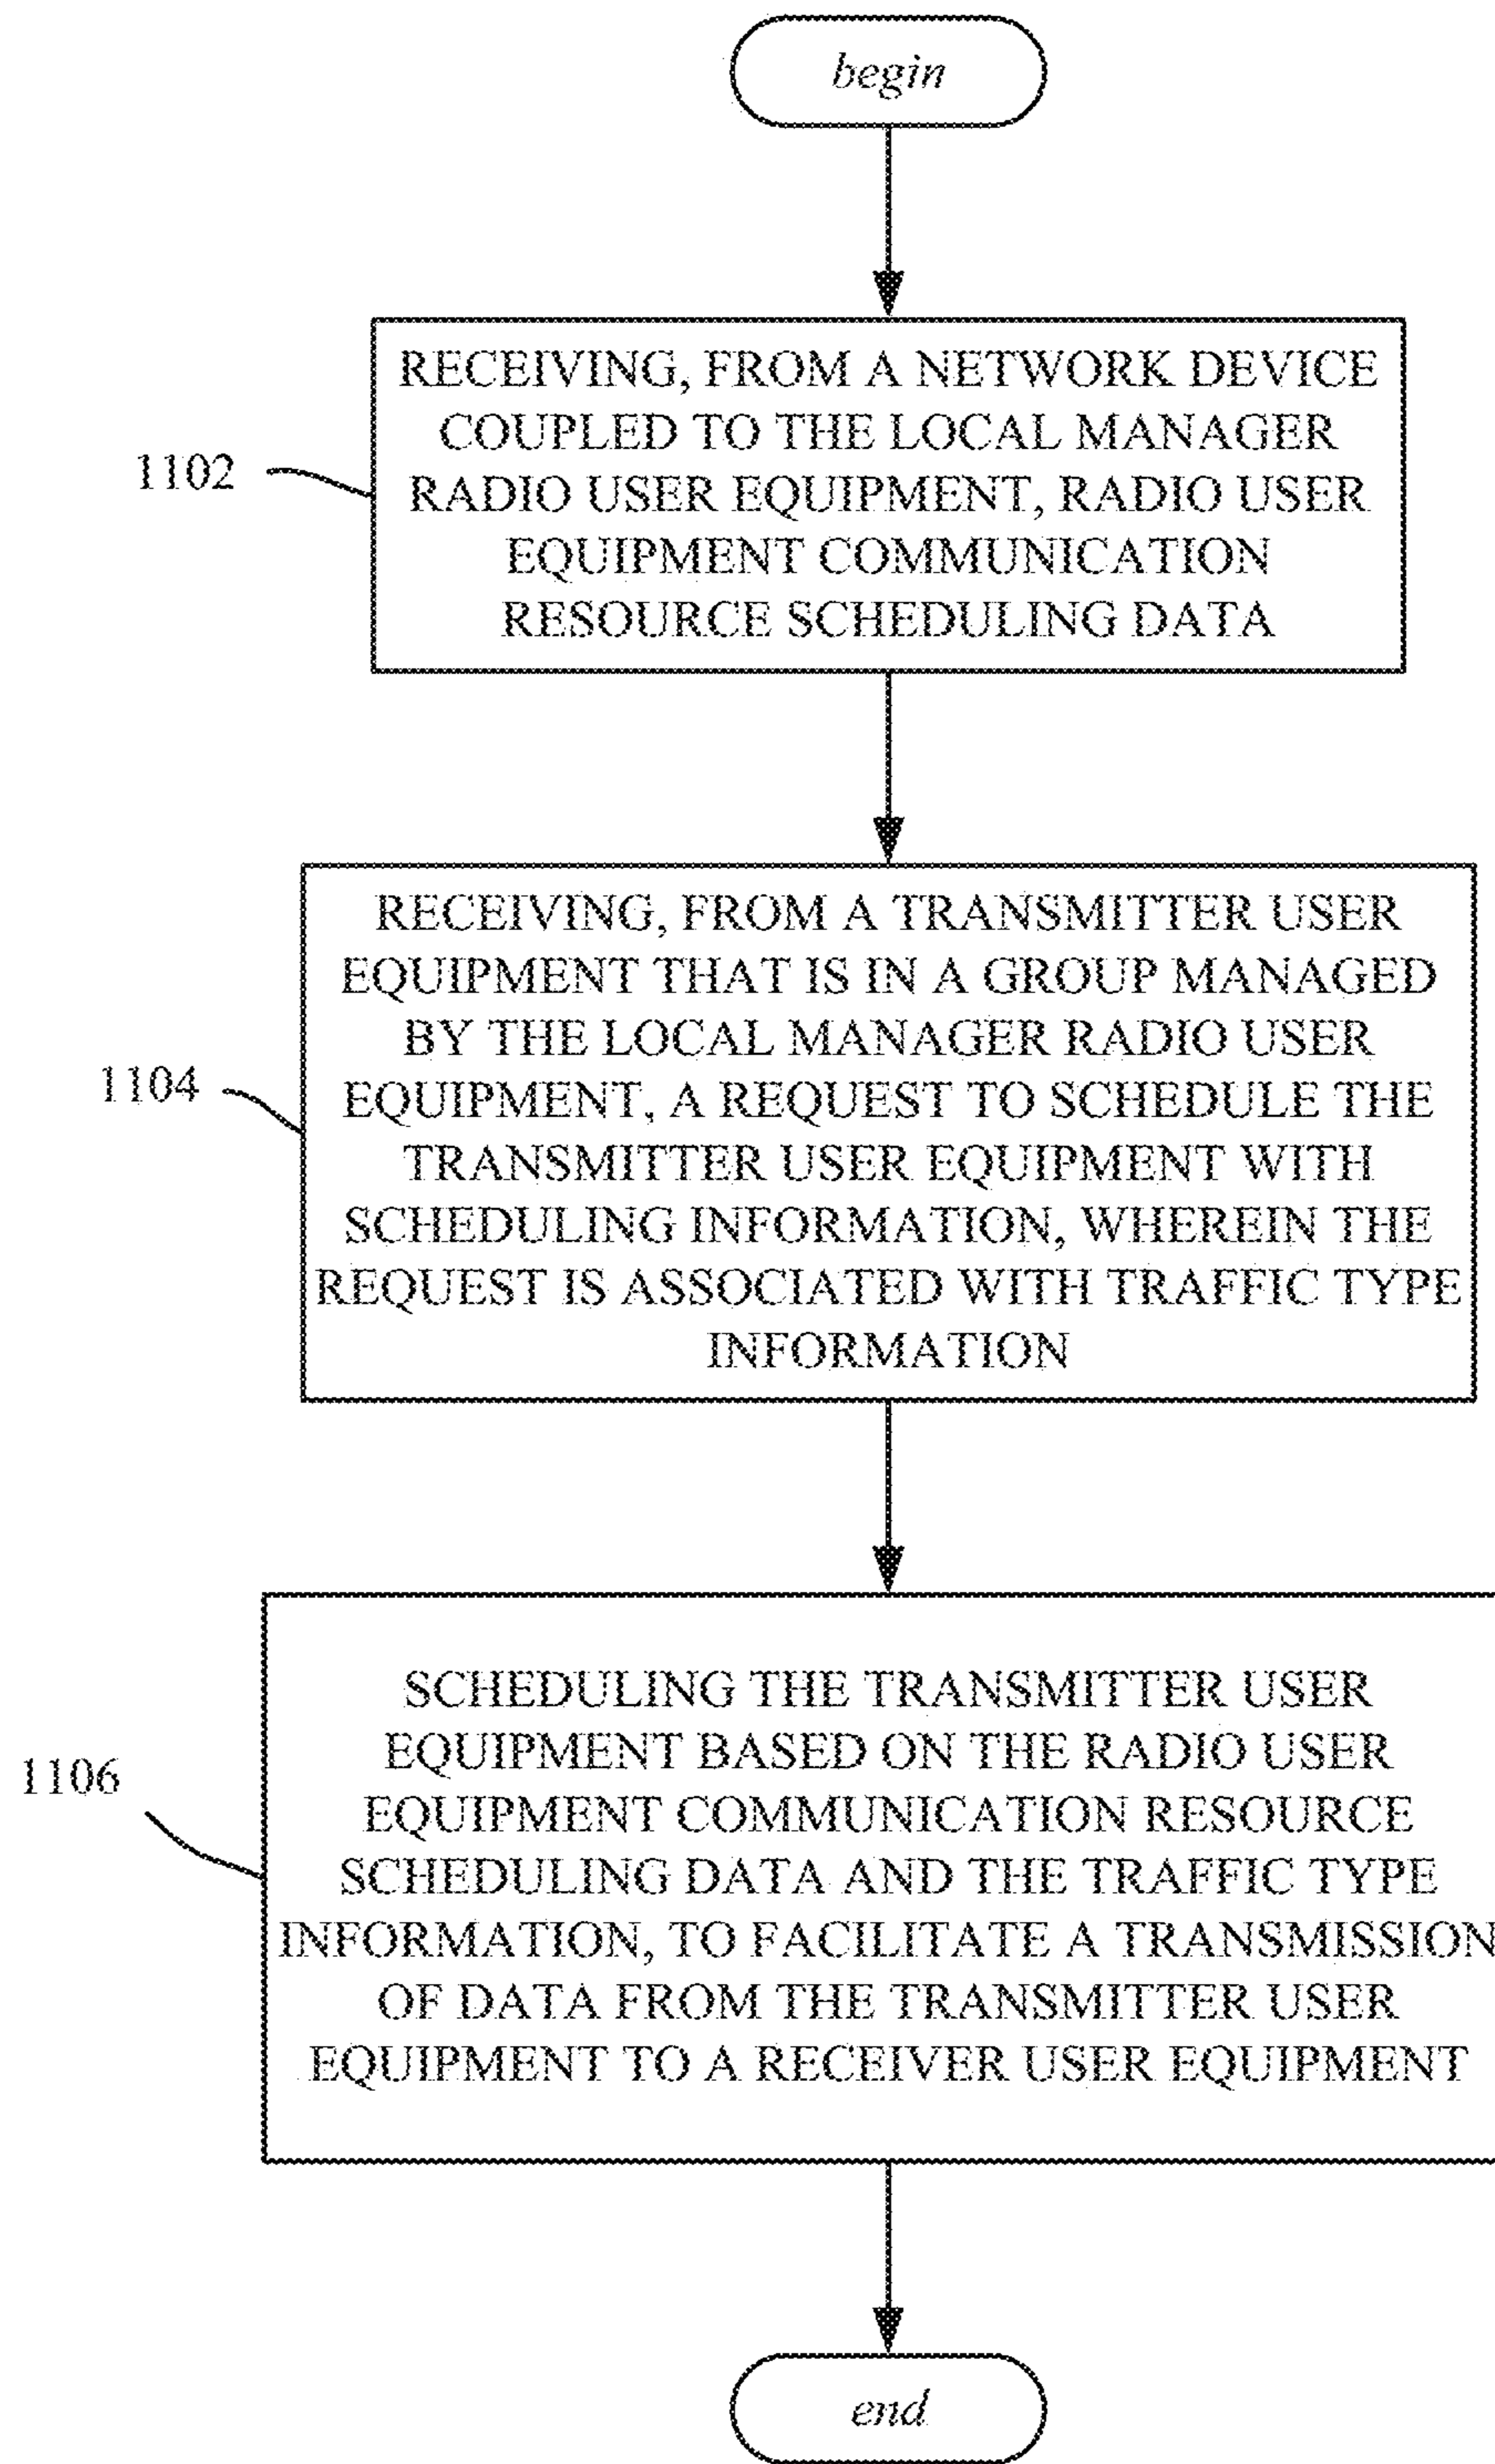 begin
RECEIVING, FROM A NETWORK DEVICE
COUPLED TO THE LOCAL MANAGER
RADIO USER EQUIPMENT, RADIO USER
EQUIPMENT COMMUNICATION
RESOURCE SCHEDULING DATA
1102
RECEIVING, FROM A TRANSMITTER USER
EQUIPMENT THAT IS IN A GROUP MANAGED
BY THE LOCAL MANAGER RADIO USER
EQUIPMENT, A REQUEST TO SCHEDULE THE
TRANSMITTER USER EQUIPMENT WITH
SCHEDULING INFORMATION, WHEREIN THE
REQUEST IS ASSOCIATED WITH TRAFFIC TYPE
INFORMATION
1104
SCHEDULING THE TRANSMITTER USER
EQUIPMENT BASED ON THE RADIO USER
EQUIPMENT COMMUNICATION RESOURCE
SCHEDULING DATA AND THE TRAFFIC TYPE
INFORMATION, TO FACILITATE A TRANSMISSION
OF DATA FROM THE TRANSMITTER USER
EQUIPMENT TO A RECEIVER USER EQUIPMENT
1106
end